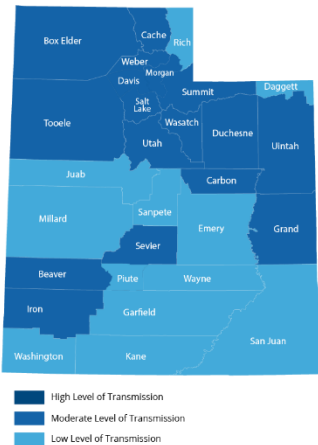 Cache
Rich
Box Elder
Weber
Morgan
Davis
Summit
Daggett
Salt
Lake
Tooele
Wasatch
Duchesne
Utah
Uintah
Juab
Carbon
Millard
Sanpete
Emery
Grand
Sevier
Beaver
Piute
Wayne
Iron
Garfield
San Juan
Washington
Kane
High Level of Transmission
Moderate Level of Transmission
Low Level of Transmission